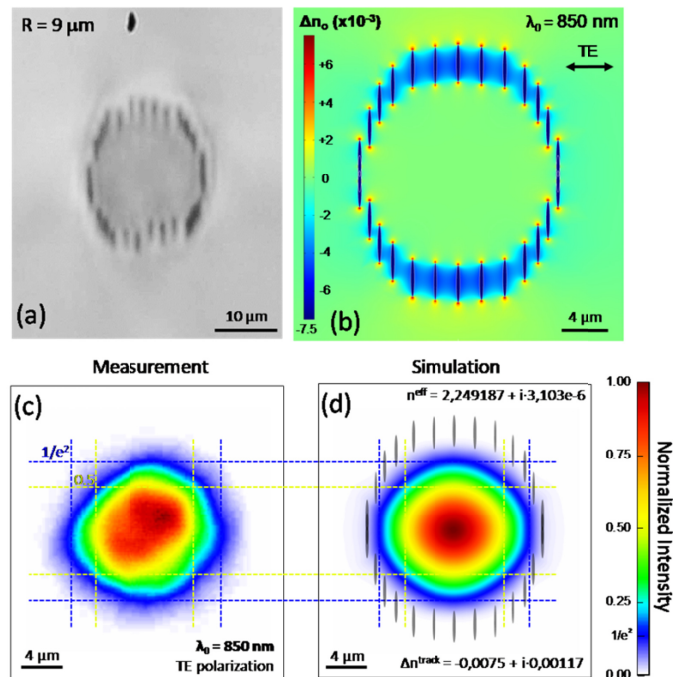 R = 9 µm
(a)
10 µm
Δnₒ (x10⁻³)
λ₀ = 850 nm
TE
+6
+4
+2
0
-2
-4
-6
-7.5
(b)
4 µm
Measurement
Simulation
(c)
1/e²
0.5
λ₀ = 850 nm
TE polarization
4 µm
(d)
nᵉᶠᶠ = 2,249187 + i·3,103e-6
Δnᵗʳᵃᶜᵏ = -0,0075 + i·0,00117
4 µm
1.00
0.75
0.50
0.25
1/e²
0.00
Normalized Intensity